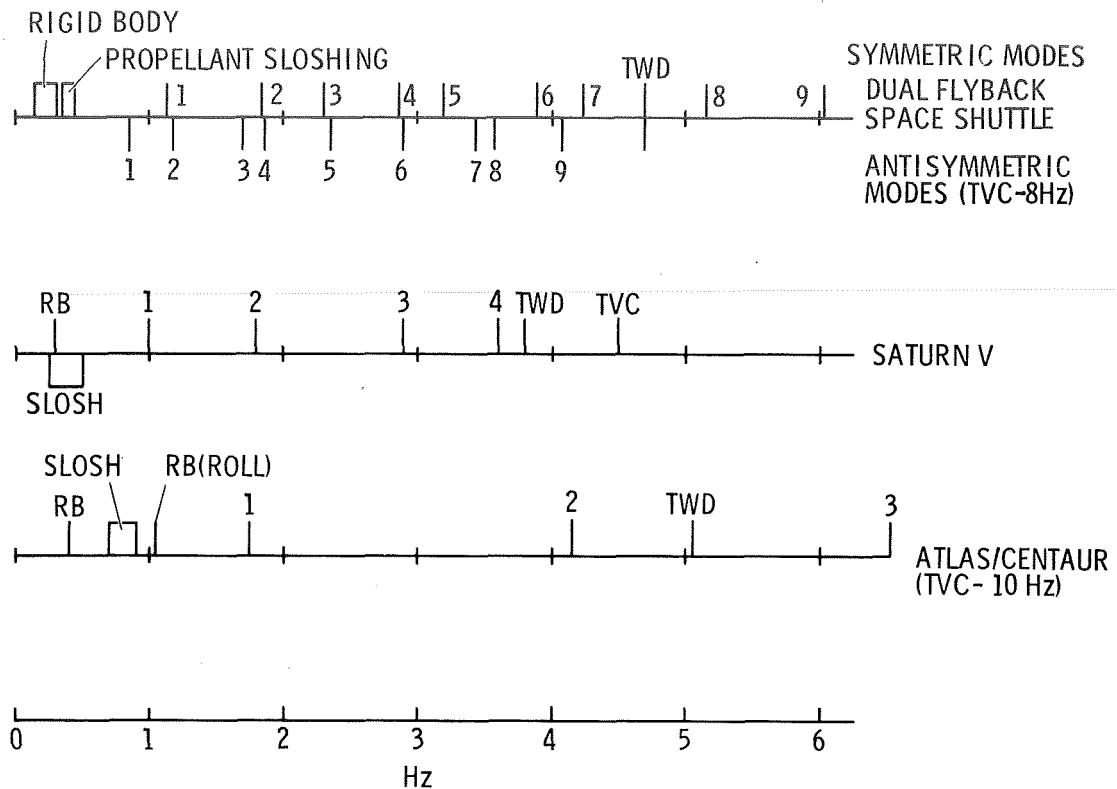 RIGID BODY
PROPELLANT SLOSHING
TWD
SYMMETRIC MODES
1 2 3 4 5 6 7 8 9
DUAL FLYBACK
SPACE SHUTTLE
1 2 3 4 5 6 7 8 9
ANTISYMMETRIC
MODES (TVC-8Hz)
RB 1 2 3 4 TWD TVC
SATURN V
SLOSH
SLOSH RB(ROLL)
RB 1 2 TWD 3
ATLAS/CENTAUR
(TVC- 10 Hz)
0 1 2 3 4 5 6
Hz